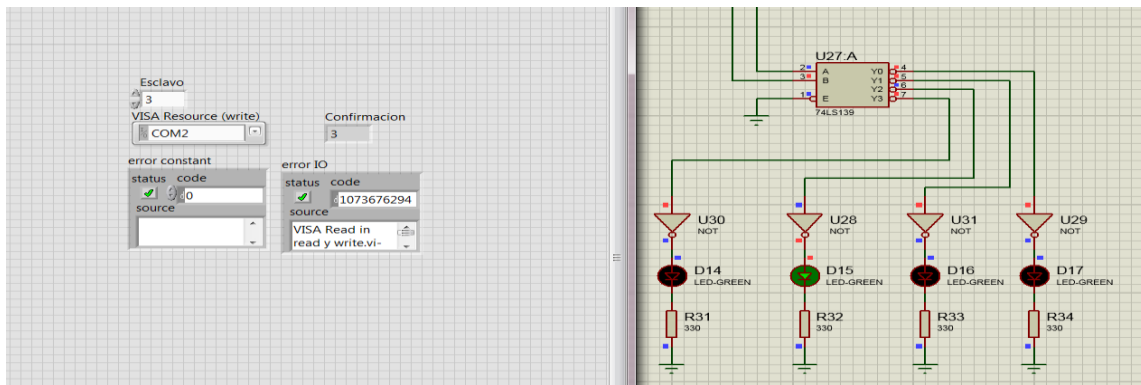 Esclavo
3
VISA Resource (write)
COM2
Confirmacion
3
error constant
status code
0
source
error IO
status code
1073676294
source
VISA Read in
read y write.vi-
U27:A
2 A Y0 4
3 B Y1 5
Y2 6
1 E Y3 7
74LS139
U30
NOT
U28
NOT
U31
NOT
U29
NOT
D14
LED-GREEN
D15
LED-GREEN
D16
LED-GREEN
D17
LED-GREEN
R31
330
R32
330
R33
330
R34
330